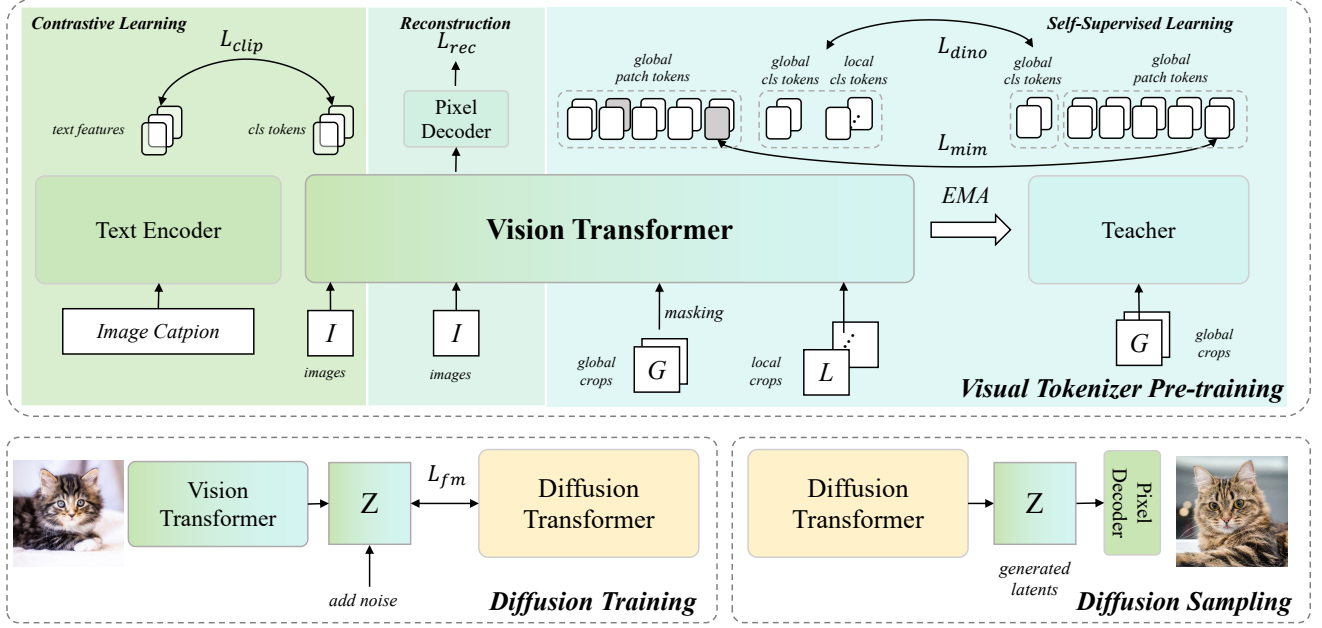 Contrastive Learning
Reconstruction
Self-Supervised Learning
L_clip
L_rec
L_dino
global
patch tokens
global
cls tokens
local
cls tokens
global
cls tokens
global
patch tokens
text features
cls tokens
Pixel
Decoder
L_mim
Text Encoder
Vision Transformer
EMA
Teacher
Image Catpion
I
images
I
images
masking
global
crops
G
local
crops
L
G
global
crops
Visual Tokenizer Pre-training
Vision
Transformer
Z
L_fm
Diffusion
Transformer
add noise
Diffusion Training
Diffusion
Transformer
Z
Pixel
Decoder
generated
latents
Diffusion Sampling